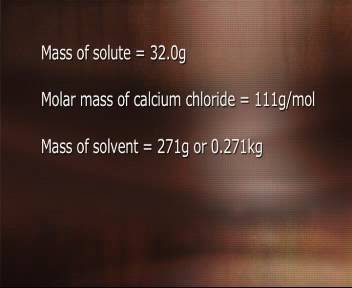 Mass of solute = 32.0g
Molar mass of calcium chloride = 111g/mol
Mass of solvent = 271g or 0.271kg